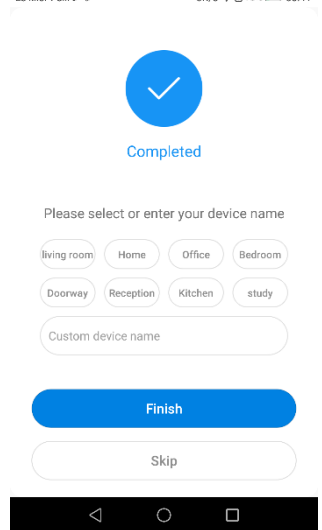 Completed
Please select or enter your device name
living room Home Office Bedroom
Doorway Reception Kitchen study
Custom device name
Finish
Skip